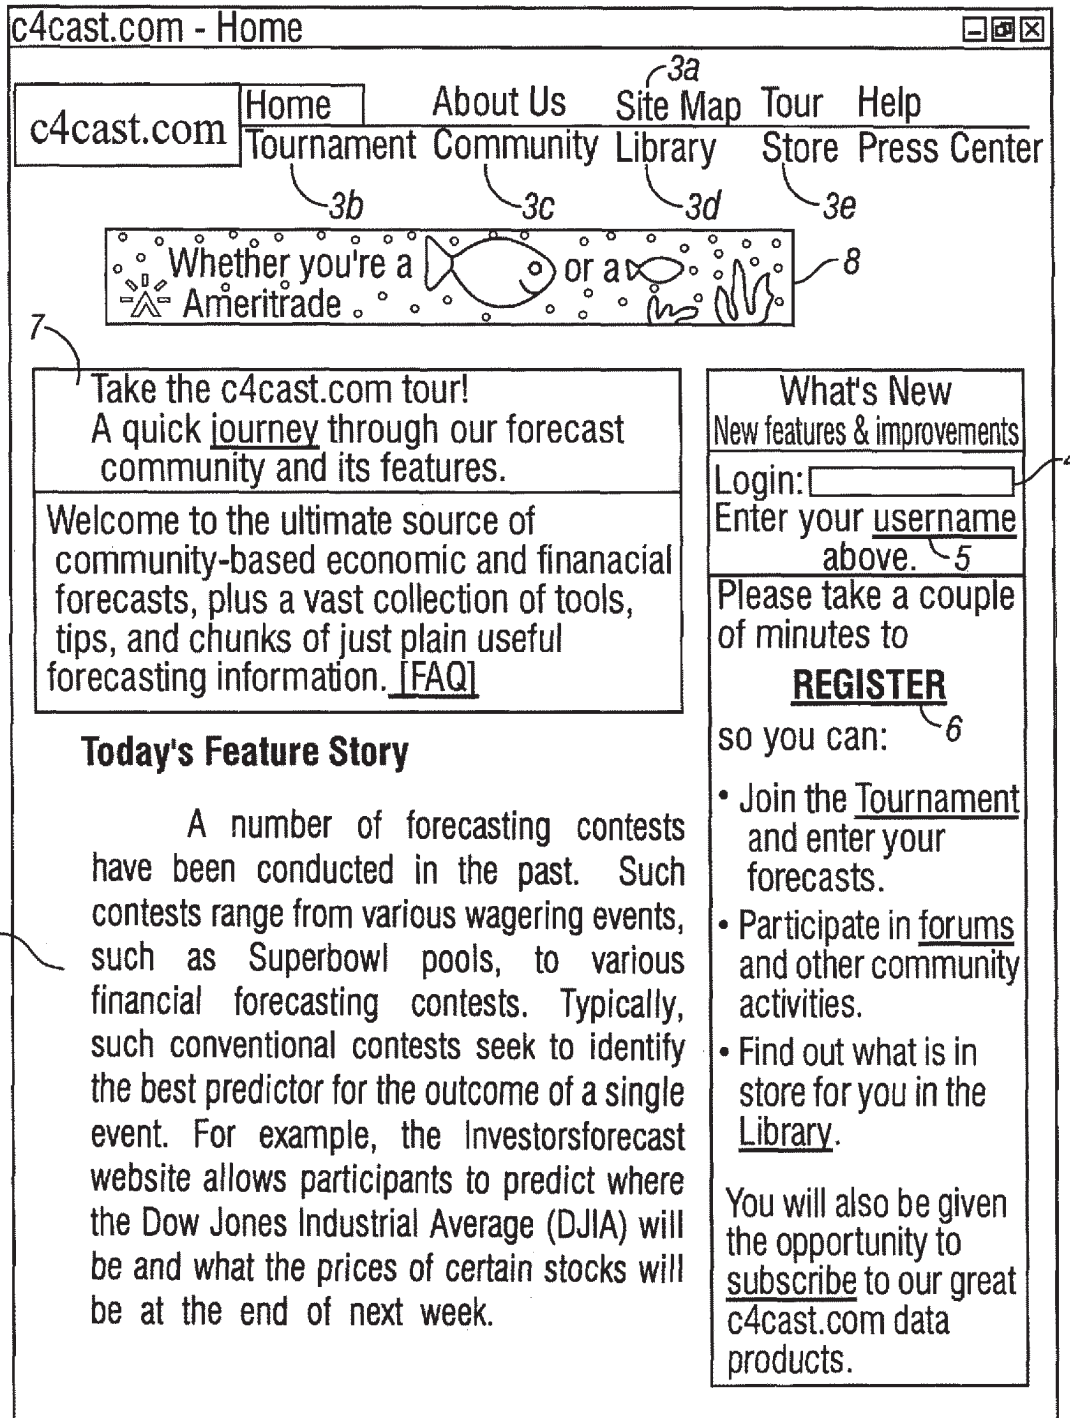 c4cast.com - Home
3a
Home About Us Site Map Tour Help
c4cast.com
Tournament Community Library Store Press Center
3b 3c 3d 3e
Whether you're a or a
Ameritrade
8
7
Take the c4cast.com tour!
A quick journey through our forecast
community and its features.
Welcome to the ultimate source of
community-based economic and finanacial
forecasts, plus a vast collection of tools,
tips, and chunks of just plain useful
forecasting information. [FAQ]
Today's Feature Story
A number of forecasting contests
have been conducted in the past. Such
contests range from various wagering events,
such as Superbowl pools, to various
financial forecasting contests. Typically,
such conventional contests seek to identify
the best predictor for the outcome of a single
event. For example, the Investorsforecast
website allows participants to predict where
the Dow Jones Industrial Average (DJIA) will
be and what the prices of certain stocks will
be at the end of next week.
What's New
New features & improvements
Login:
4
Enter your username
above. 5
Please take a couple
of minutes to
REGISTER
6
so you can:
• Join the Tournament
and enter your
forecasts.
• Participate in forums
and other community
activities.
• Find out what is in
store for you in the
Library.
You will also be given
the opportunity to
subscribe to our great
c4cast.com data
products.